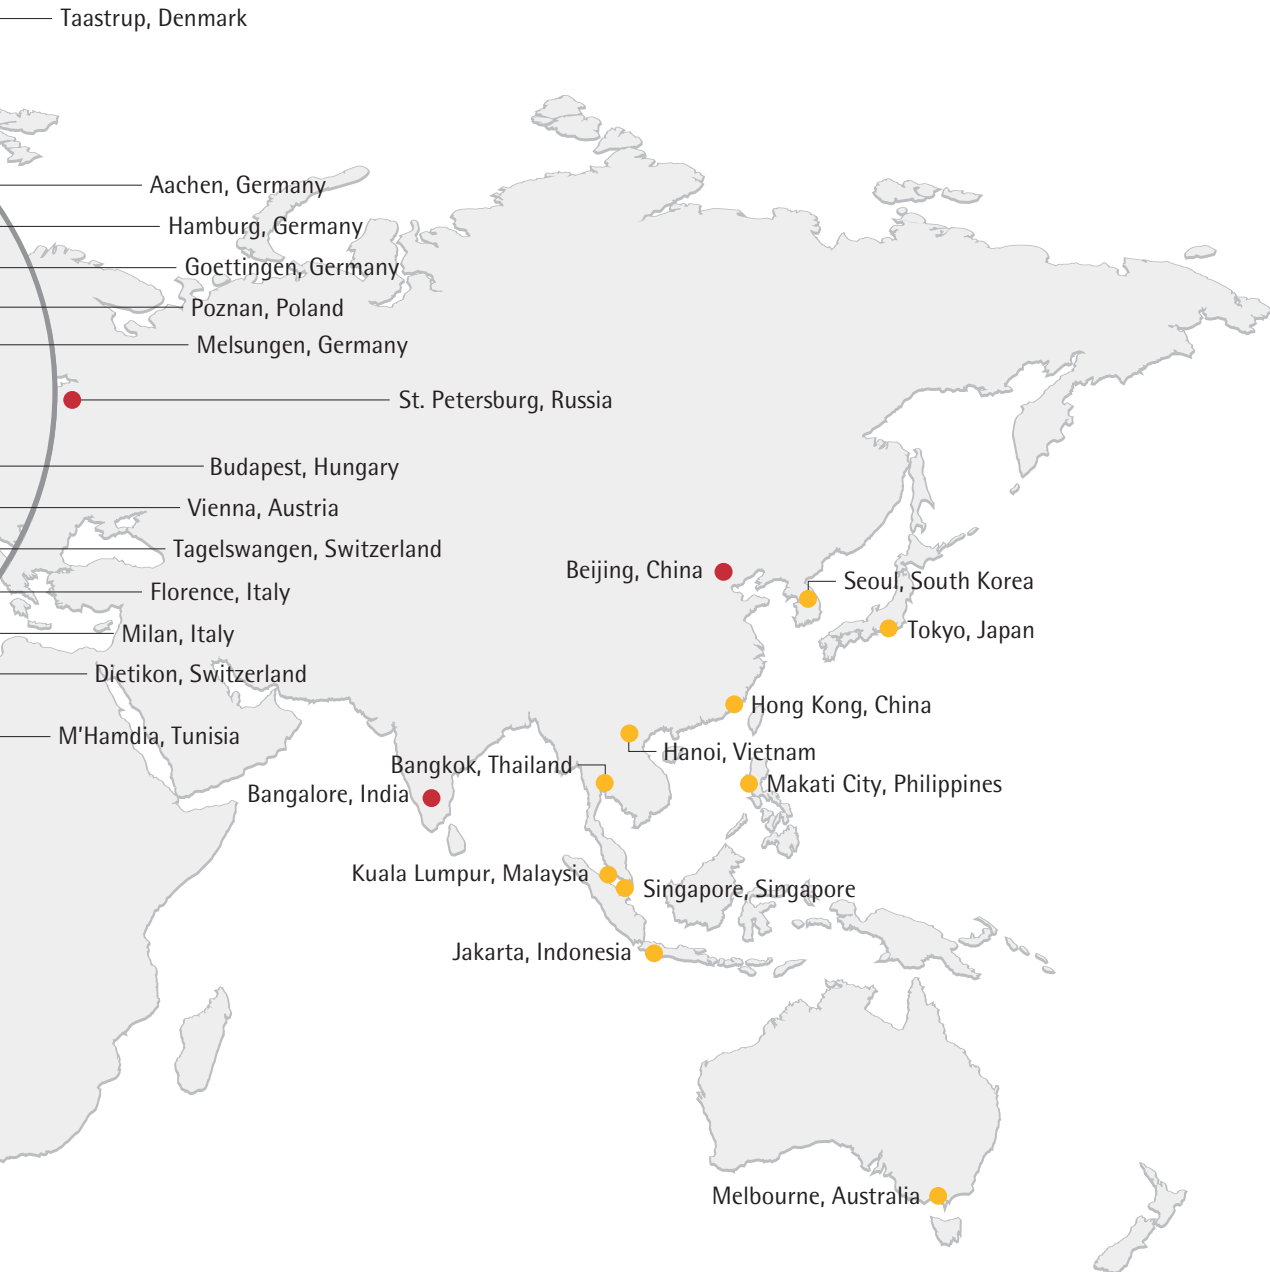 Taastrup, Denmark
Aachen, Germany
Hamburg, Germany
Goettingen, Germany
Poznan, Poland
Melsungen, Germany
St. Petersburg, Russia
Budapest, Hungary
Vienna, Austria
Tagelswangen, Switzerland
Beijing, China
Seoul, South Korea
Florence, Italy
Milan, Italy
Tokyo, Japan
Dietikon, Switzerland
Hong Kong, China
M'Hamdia, Tunisia
Hanoi, Vietnam
Bangkok, Thailand
Makati City, Philippines
Bangalore, India
Kuala Lumpur, Malaysia
Singapore, Singapore
Jakarta, Indonesia
Melbourne, Australia